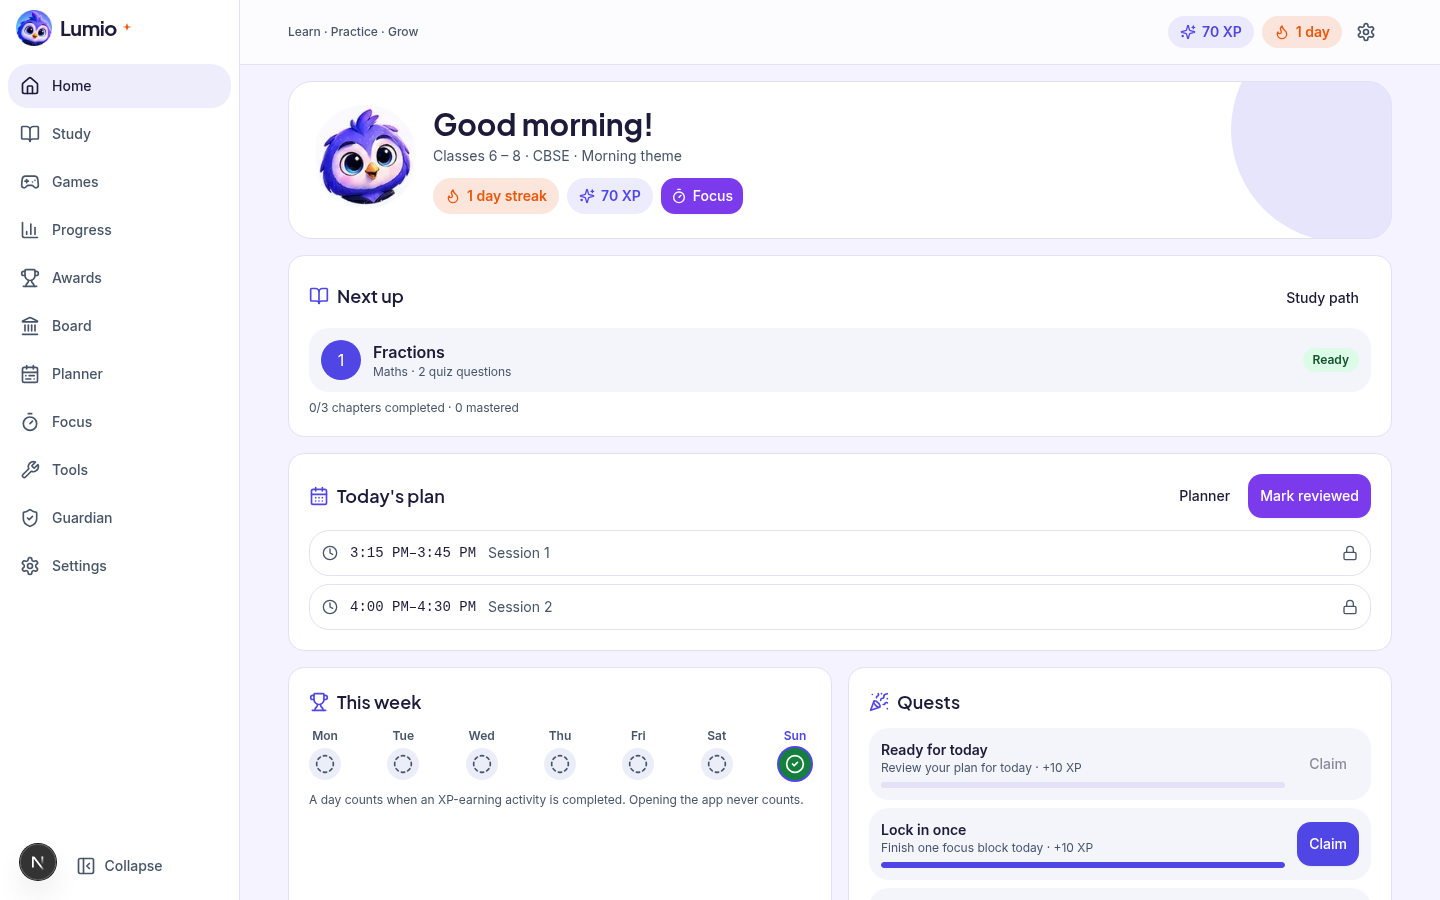 Lumio
Learn · Practice · Grow
70 XP
1 day
Home
Study
Games
Progress
Awards
Board
Planner
Focus
Tools
Guardian
Settings
N
Collapse
Good morning!
Classes 6 – 8 · CBSE · Morning theme
1 day streak
70 XP
Focus
Next up
Study path
1
Fractions
Maths · 2 quiz questions
Ready
0/3 chapters completed · 0 mastered
Today's plan
Planner
Mark reviewed
3:15 PM–3:45 PM Session 1
4:00 PM–4:30 PM Session 2
This week
Mon Tue Wed Thu Fri Sat Sun
A day counts when an XP-earning activity is completed. Opening the app never counts.
Quests
Ready for today
Review your plan for today · +10 XP
Claim
Lock in once
Finish one focus block today · +10 XP
Claim